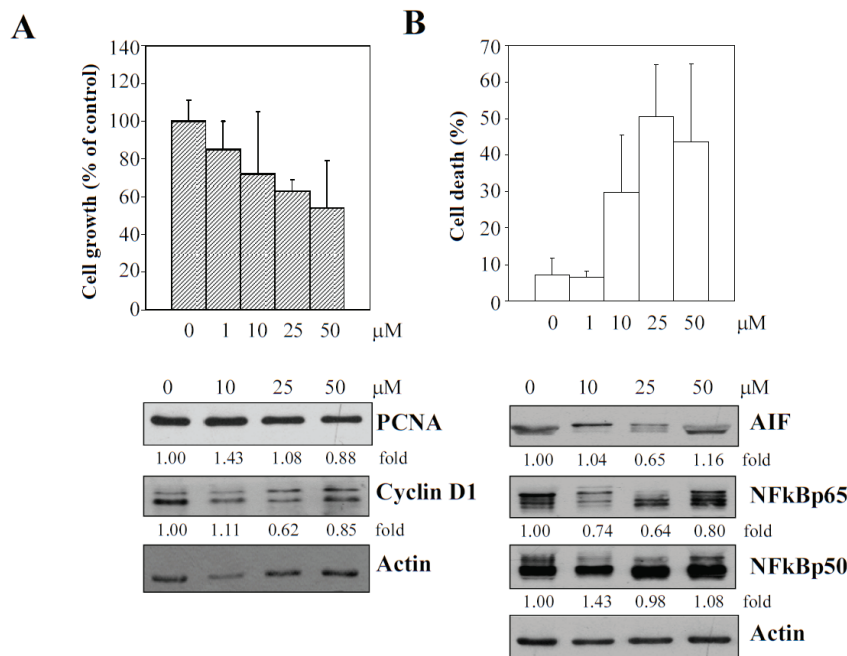 A
Cell growth (% of control)
140
120
100
80
60
40
20
0
0 1 10 25 50 μM
0 10 25 50 μM
PCNA
1.00 1.43 1.08 0.88 fold
Cyclin D1
1.00 1.11 0.62 0.85 fold
Actin
B
Cell death (%)
70
60
50
40
30
20
10
0
0 1 10 25 50 μM
0 10 25 50 μM
AIF
1.00 1.04 0.65 1.16 fold
NFkBp65
1.00 0.74 0.64 0.80 fold
NFkBp50
1.00 1.43 0.98 1.08 fold
Actin